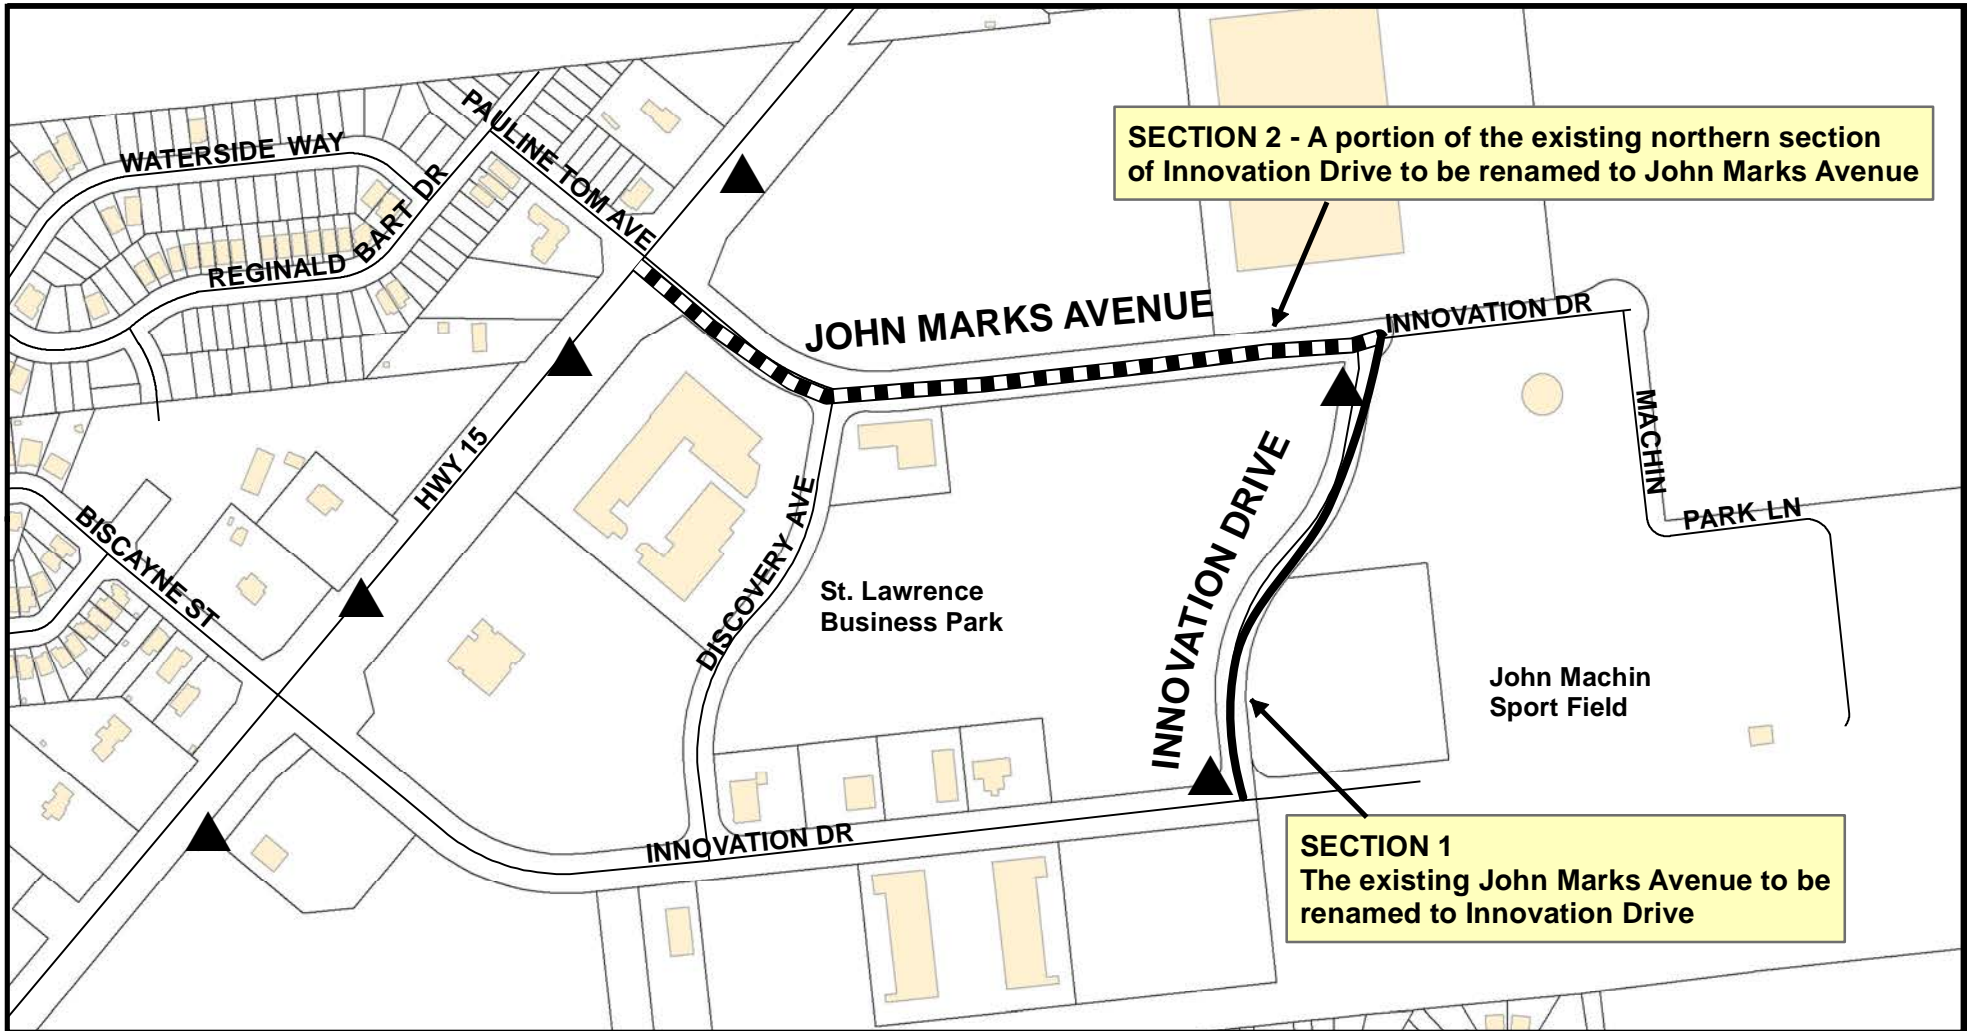 PAULINE TOM AVE
WATERSIDE WAY
REGINALD BART DR
SECTION 2 - A portion of the existing northern section
of Innovation Drive to be renamed to John Marks Avenue
JOHN MARKS AVENUE
INNOVATION DR
HWY 15
BISCAYNE ST
DISCOVERY AVE
INNOVATION DRIVE
MACHIN
PARK LN
St. Lawrence
Business Park
John Machin
Sport Field
INNOVATION DR
SECTION 1
The existing John Marks Avenue to be
renamed to Innovation Drive